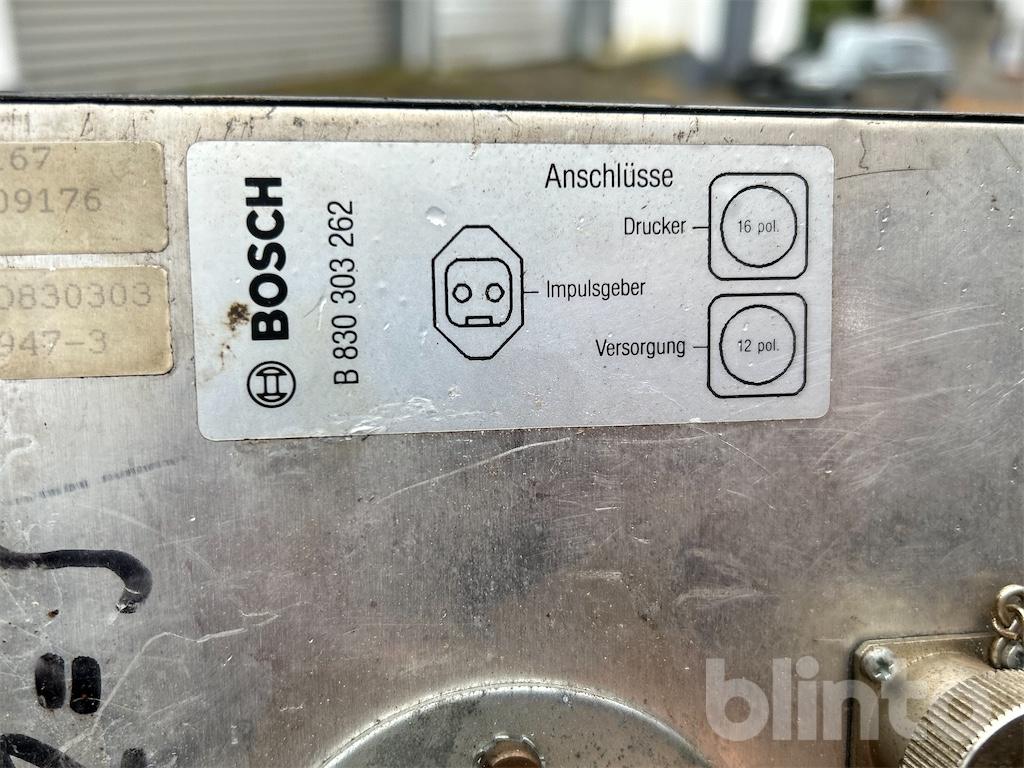 167
09176
0830303
947-3
BOSCH
B 830 303 262
Anschlüsse
Drucker
16 pol.
Impulsgeber
Versorgung
12 pol.
blinto